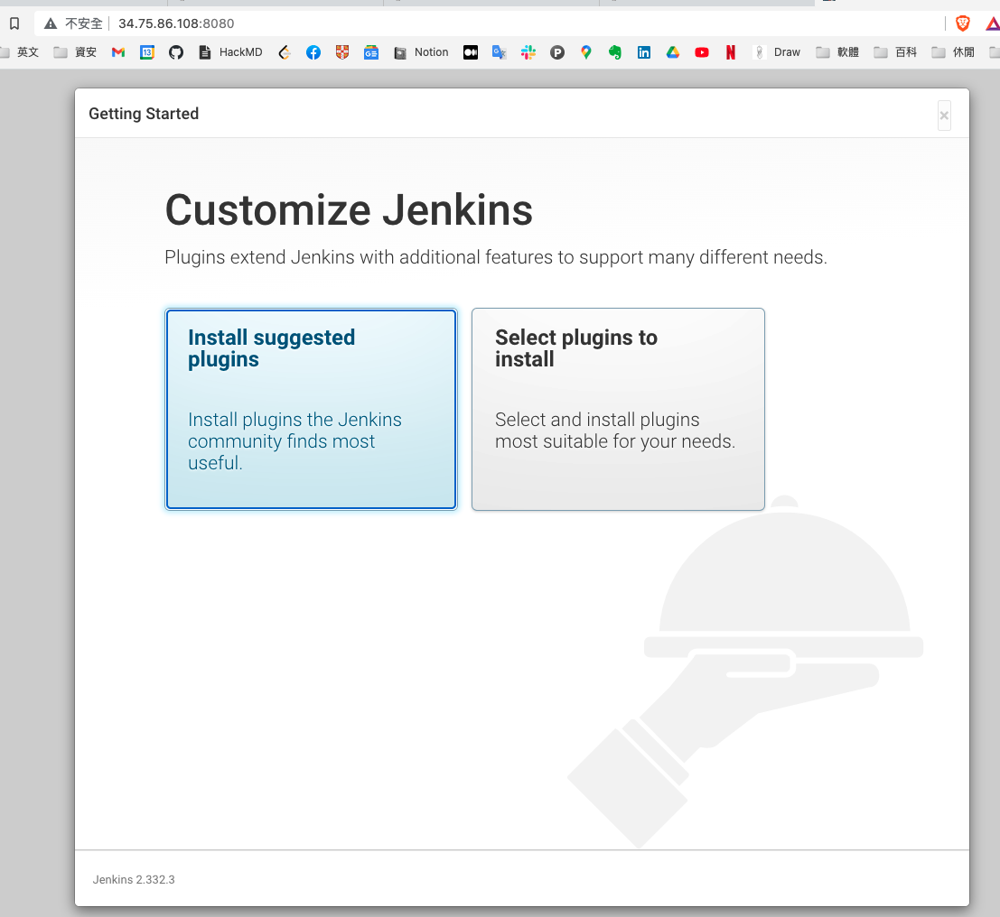 不安全 34.75.86.108:8080
英文 資安 HackMD Notion Draw 軟體 百科 休閒
Getting Started ×
Customize Jenkins
Plugins extend Jenkins with additional features to support many different needs.
Install suggested
plugins
Install plugins the Jenkins
community finds most
useful.
Select plugins to
install
Select and install plugins
most suitable for your needs.
Jenkins 2.332.3